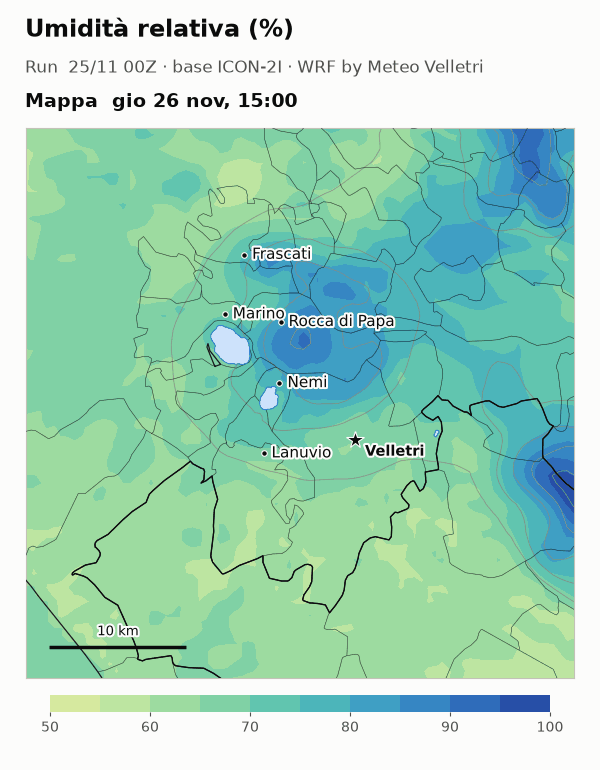 Umidità relativa (%)
Run  25/11 00Z · base ICON-2I · WRF by Meteo Velletri
Mappa  gio 26 nov, 15:00
Frascati
Marino
Rocca di Papa
Nemi
Velletri
Lanuvio
10 km
50 60 70 80 90 100